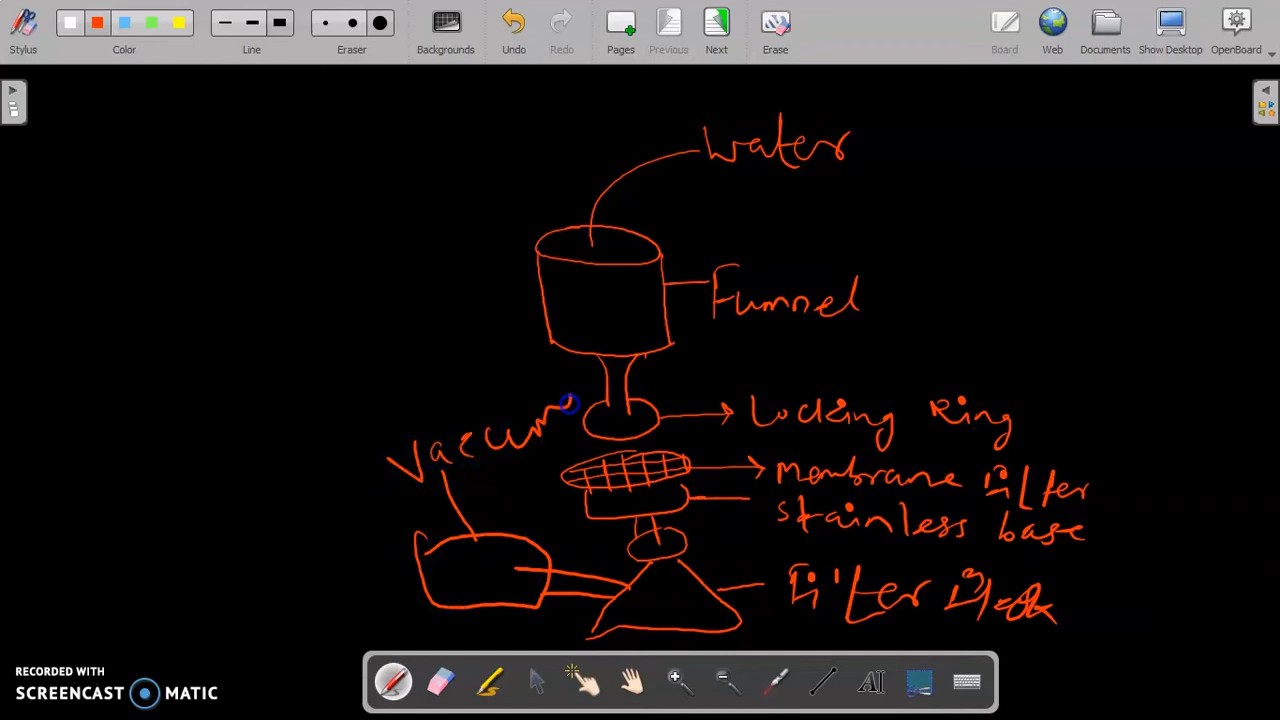 Stylus
Color
Line
Eraser
Backgrounds
Undo
Redo
Pages
Previous
Next
Erase
Board
Web
Documents
Show Desktop
OpenBoard
water
Funnel
Locking Ring
Vaccum
Membrane filter
stainless base
Filter
RECORDED WITH
SCREENCAST MATIC